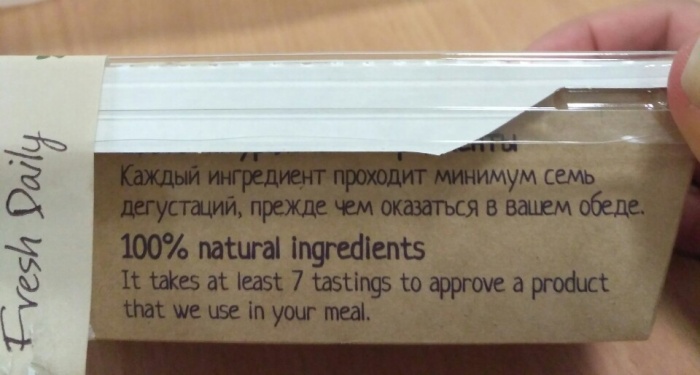 Каждый ингредиент проходит минимум семь
дегустаций, прежде чем оказаться в вашем обеде.
100% natural ingredients
It takes at least 7 tastings to approve a product
that we use in your meal.
Fresh Daily